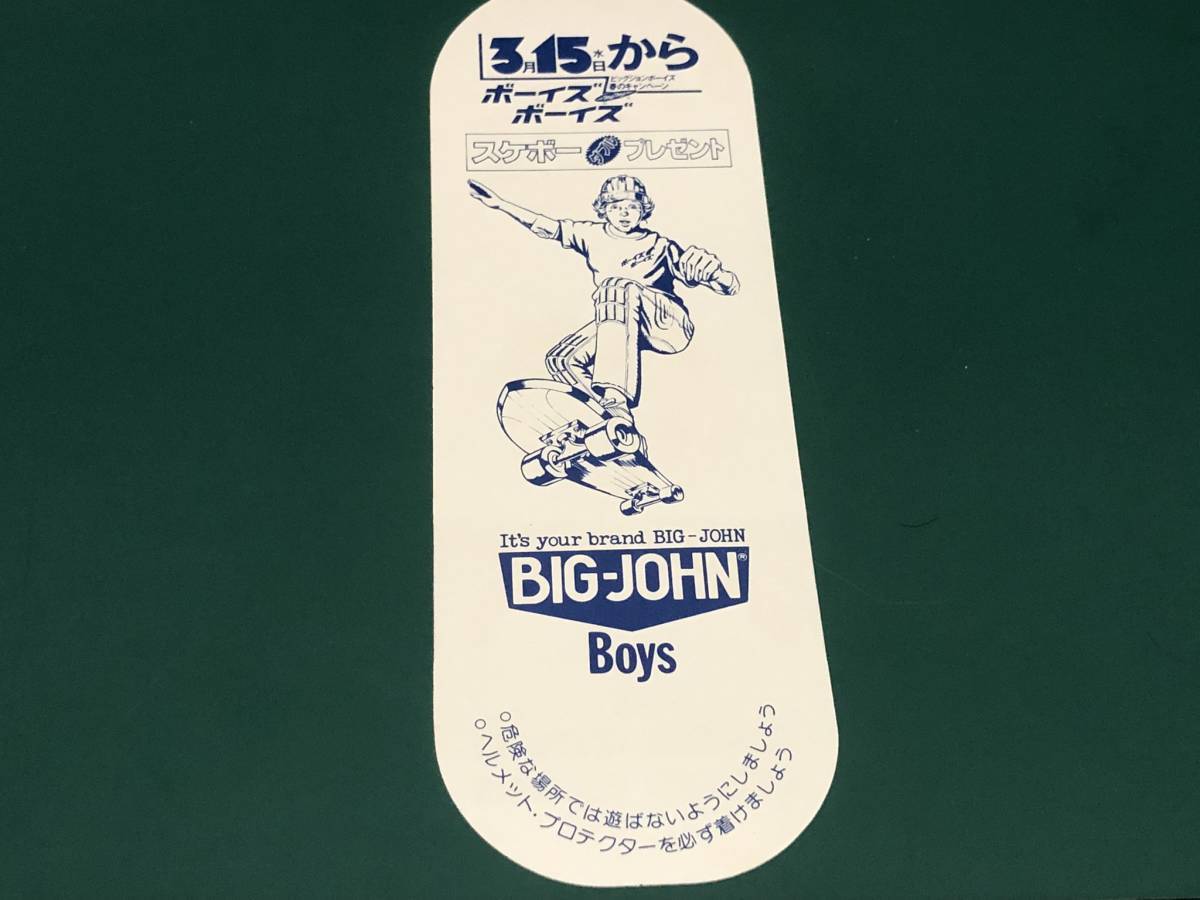 3月15水日から
ボーイズ
ボーイズ
ビッグジョンボーイズ
春のキャンペーン
スケボー
プレゼント
It's your brand BIG-JOHN
BIG-JOHN®
Boys
○危険な場所では遊ばないようにしましょう
○ヘルメット・プロテクターを必ず着けましょう